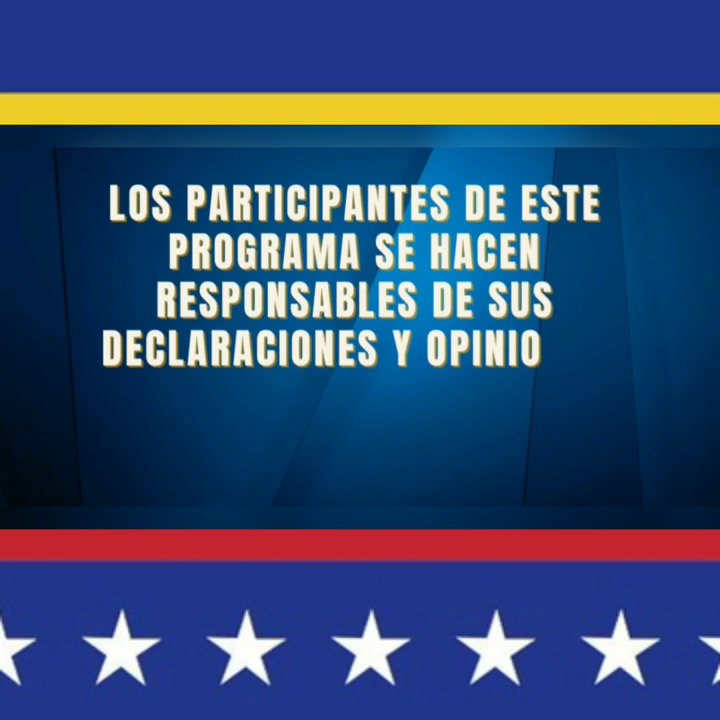 LOS PARTICIPANTES DE ESTE
PROGRAMA SE HACEN
RESPONSABLES DE SUS
DECLARACIONES Y OPINIO